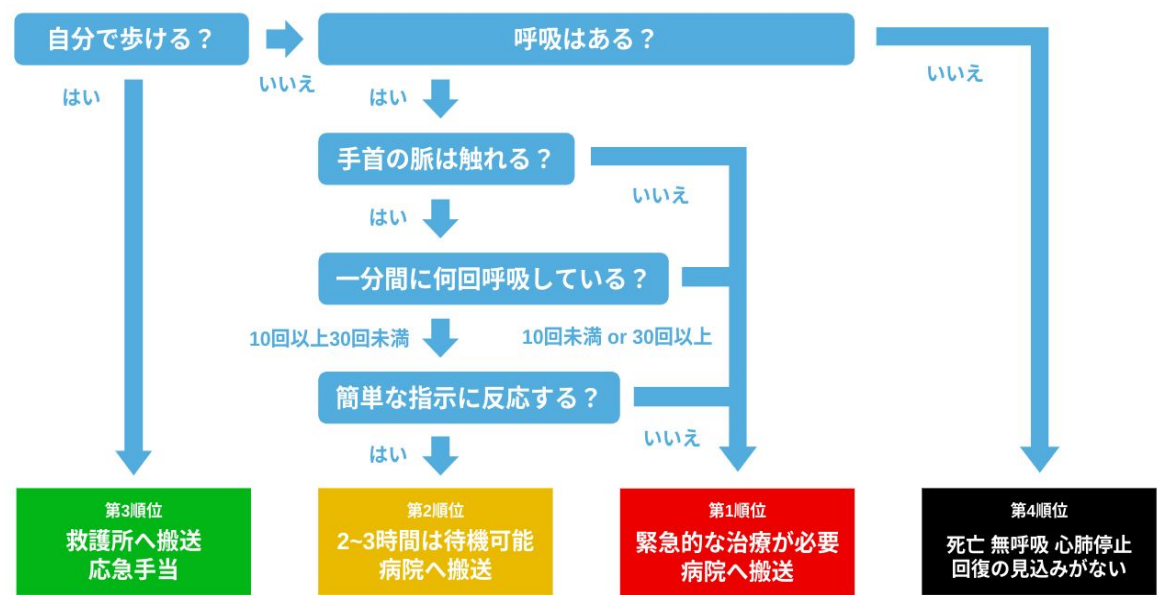 自分で歩ける？
いいえ
呼吸はある？
いいえ
はい
はい
手首の脈は触れる？
いいえ
はい
一分間に何回呼吸している？
10回以上30回未満
10回未満 or 30回以上
簡単な指示に反応する？
いいえ
はい
第3順位
救護所へ搬送
応急手当
第2順位
2~3時間は待機可能
病院へ搬送
第1順位
緊急的な治療が必要
病院へ搬送
第4順位
死亡 無呼吸 心肺停止
回復の見込みがない